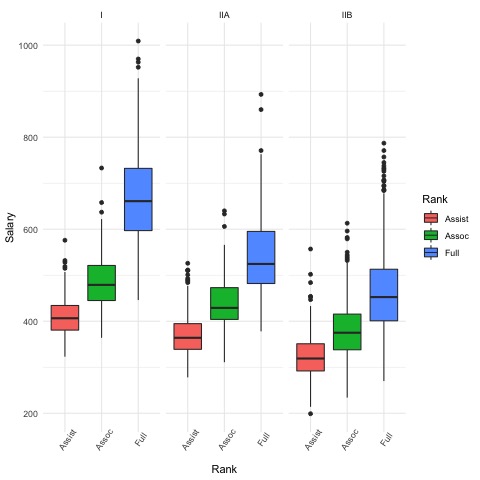 I IIA IIB
1000
800
600
400
200
Salary
Assist Assoc Full Assist Assoc Full Assist Assoc Full
Rank
Rank
Assist
Assoc
Full